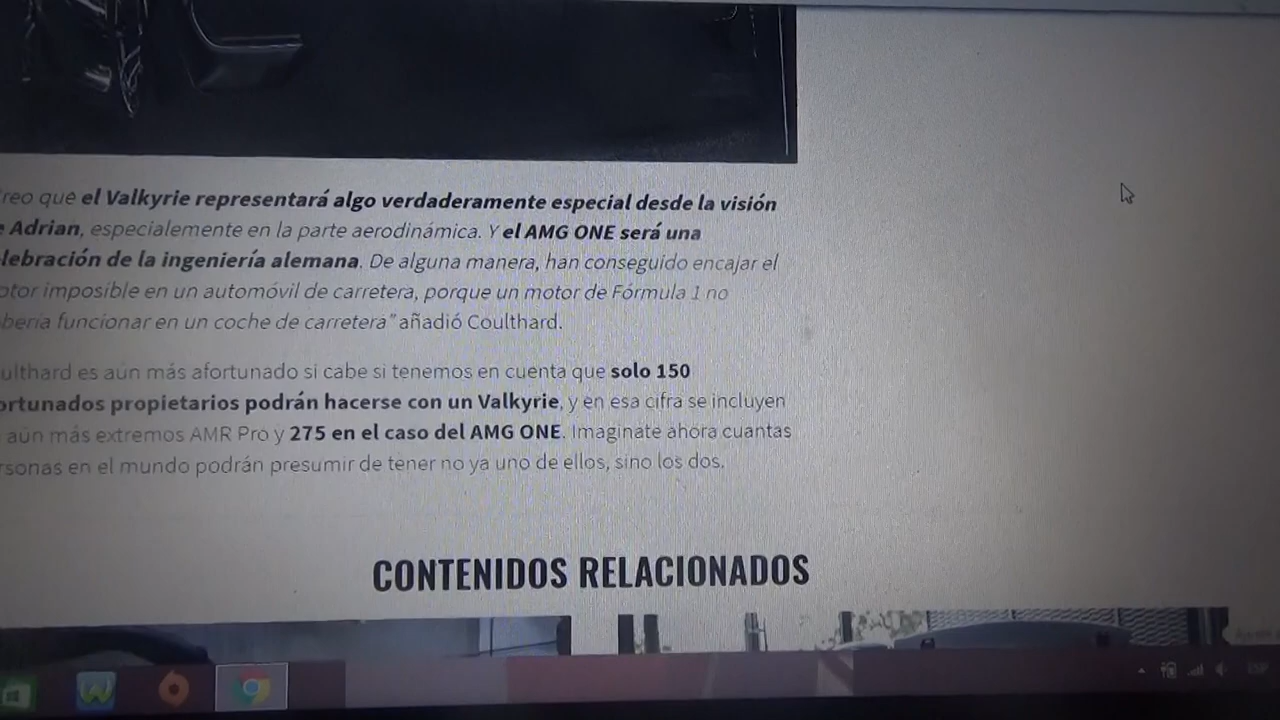 reo que el Valkyrie representará algo verdaderamente especial desde la visión
e Adrian, especialemente en la parte aerodinámica. Y el AMG ONE será una
lebración de la ingeniería alemana. De alguna manera, han conseguido encajar el
otor imposible en un automóvil de carretera, porque un motor de Fórmula 1 no
bería funcionar en un coche de carretera" añadió Coulthard.
ulthard es aún más afortunado si cabe si tenemos en cuenta que solo 150
ortunados propietarios podrán hacerse con un Valkyrie, y en esa cifra se incluyen
aún más extremos AMR Pro y 275 en el caso del AMG ONE. Imagínate ahora cuantas
rsonas en el mundo podrán presumir de tener no ya uno de ellos, sino los dos.
CONTENIDOS RELACIONADOS
ESP